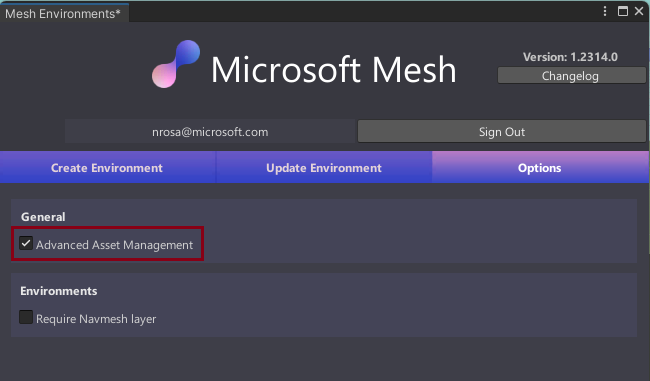 Mesh Environments*
Microsoft Mesh
Version: 1.2314.0
Changelog
nrosa@microsoft.com
Sign Out
Create Environment
Update Environment
Options
General
Advanced Asset Management
Environments
Require Navmesh layer